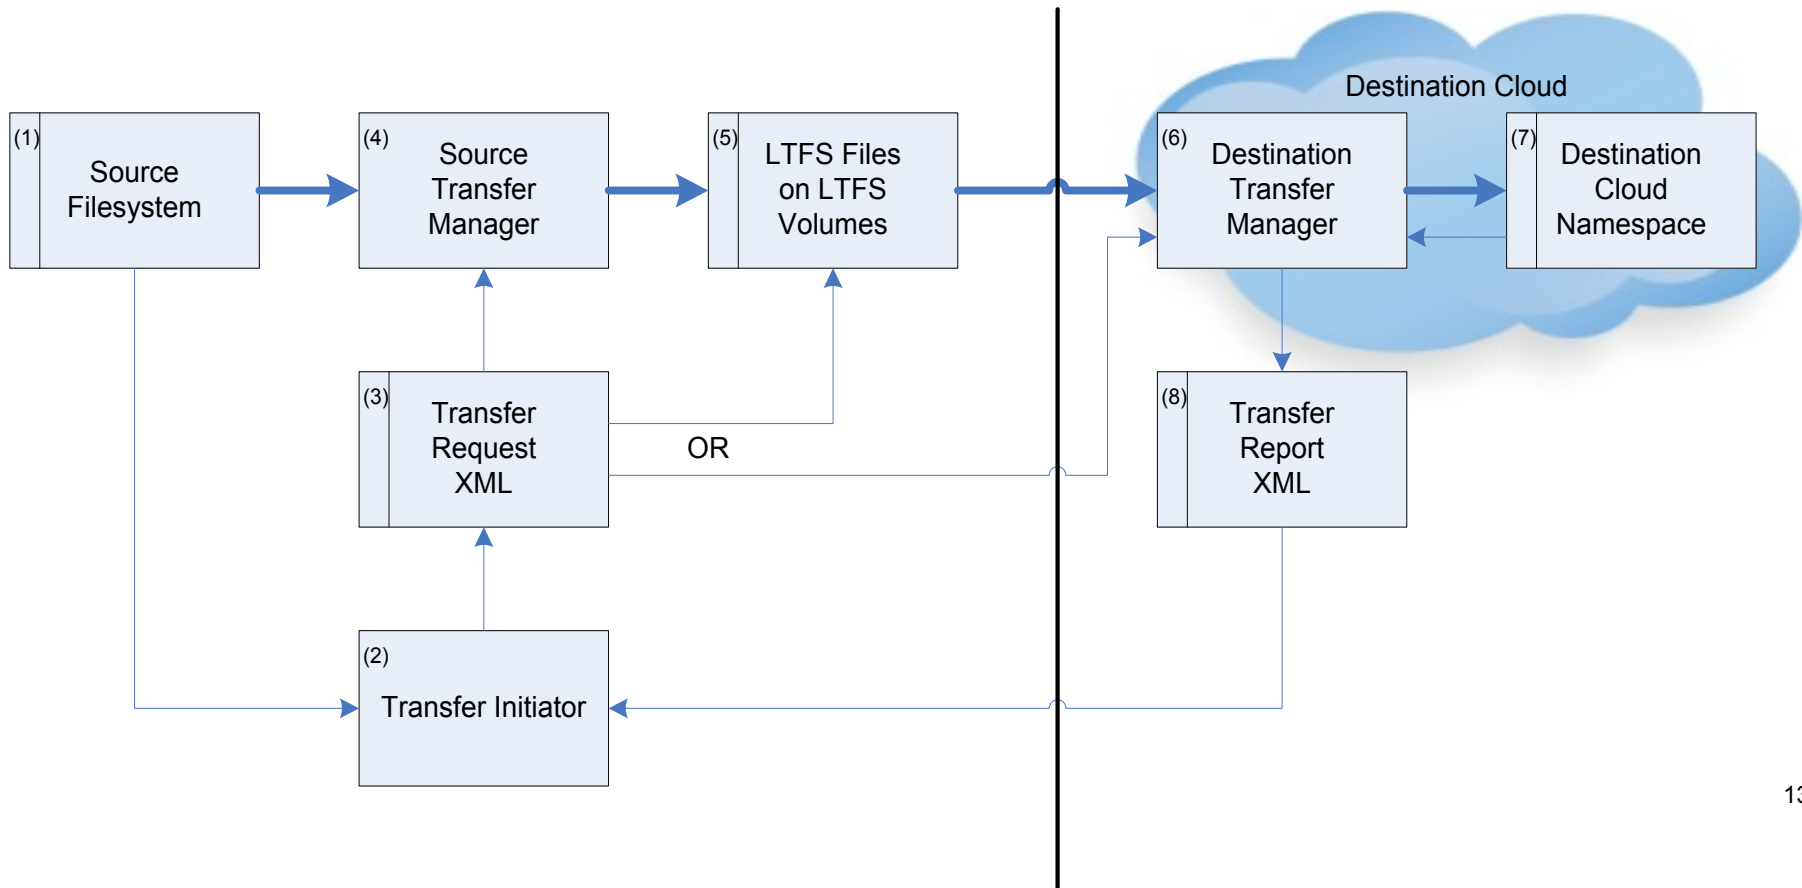 Destination Cloud
(1)
Source
Filesystem
(4)
Source
Transfer
Manager
(5)
LTFS Files
on LTFS
Volumes
(6)
Destination
Transfer
Manager
(7)
Destination
Cloud
Namespace
(3)
Transfer
Request
XML
OR
(8)
Transfer
Report
XML
(2)
Transfer Initiator
13